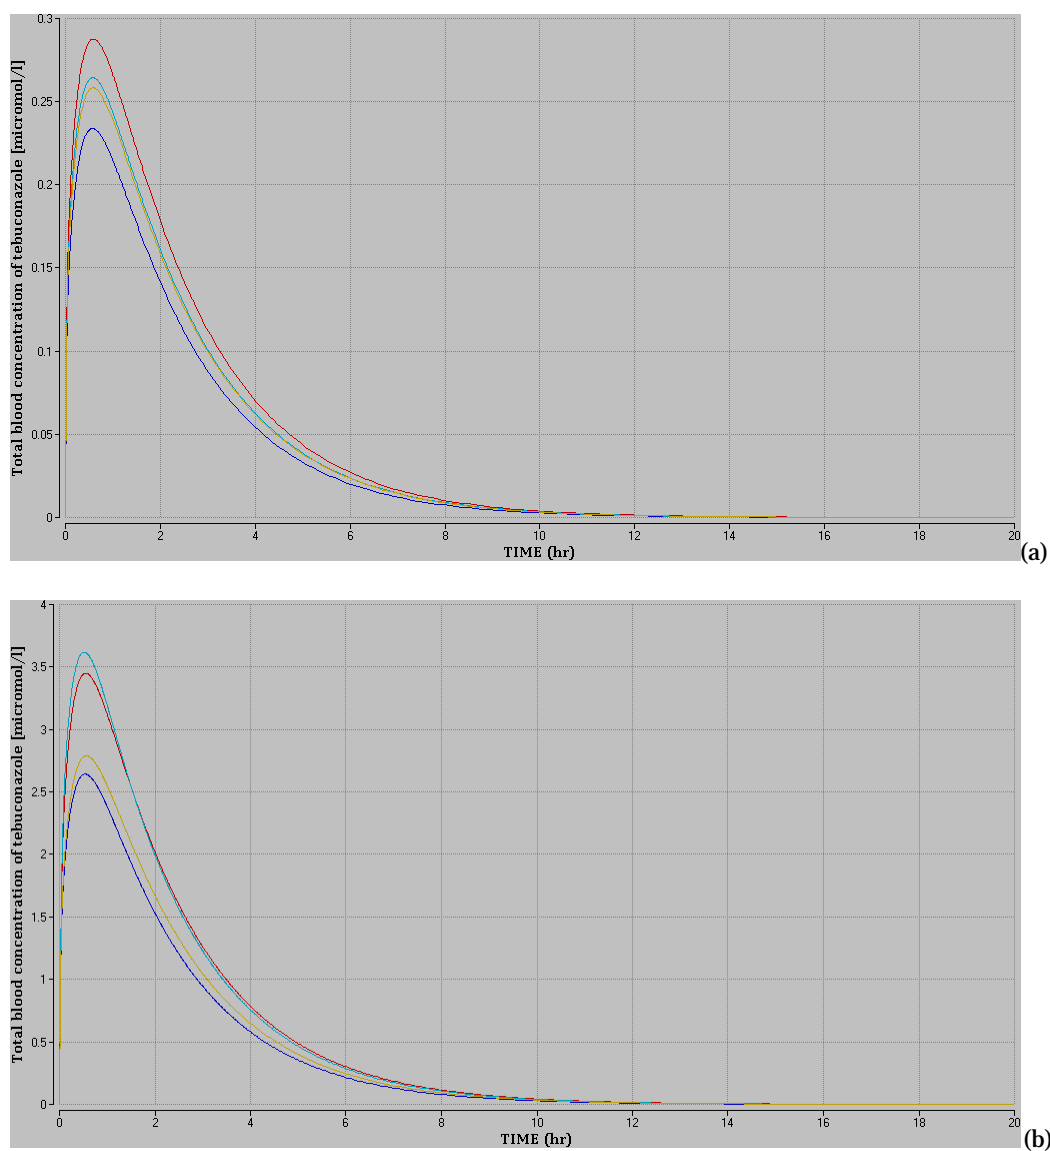 Total blood concentration of tebuconazole [micromol/l]
0.3
0.25
0.2
0.15
0.1
0.05
0
0 2 4 6 8 10 12 14 16 18 20
TIME (hr)
(a)
Total blood concentration of tebuconazole [micromol/l]
4
3.5
3
2.5
2
1.5
1
0.5
0
0 2 4 6 8 10 12 14 16 18 20
TIME (hr)
(b)